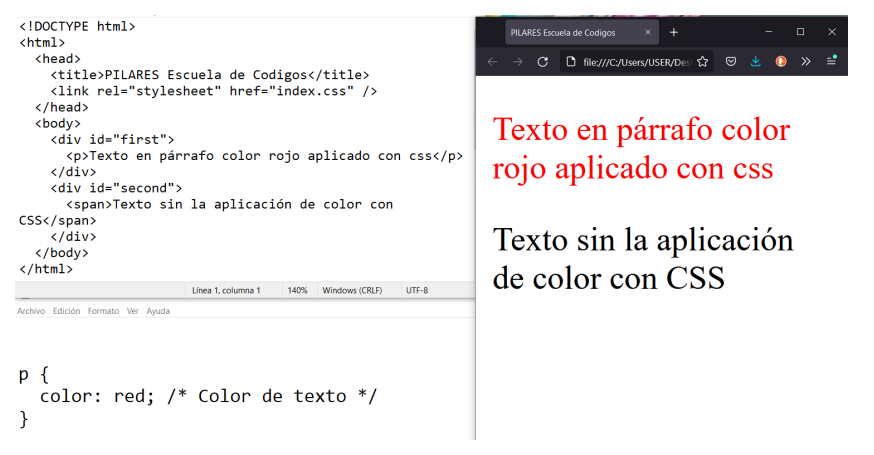 <!DOCTYPE html>
<html>
  <head>
    <title>PILARES Escuela de Codigos</title>
    <link rel="stylesheet" href="index.css" />
  </head>
  <body>
    <div id="first">
      <p>Texto en párrafo color rojo aplicado con css</p>
    </div>
    <div id="second">
      <span>Texto sin la aplicación de color con
CSS</span>
    </div>
  </body>
</html>
Línea 1, columna 1 140% Windows (CRLF) UTF-8
Archivo Edición Formato Ver Ayuda
p {
  color: red; /* Color de texto */
}
PILARES Escuela de Codigos
file:///C:/Users/USER/Des
Texto en párrafo color
rojo aplicado con css
Texto sin la aplicación
de color con CSS